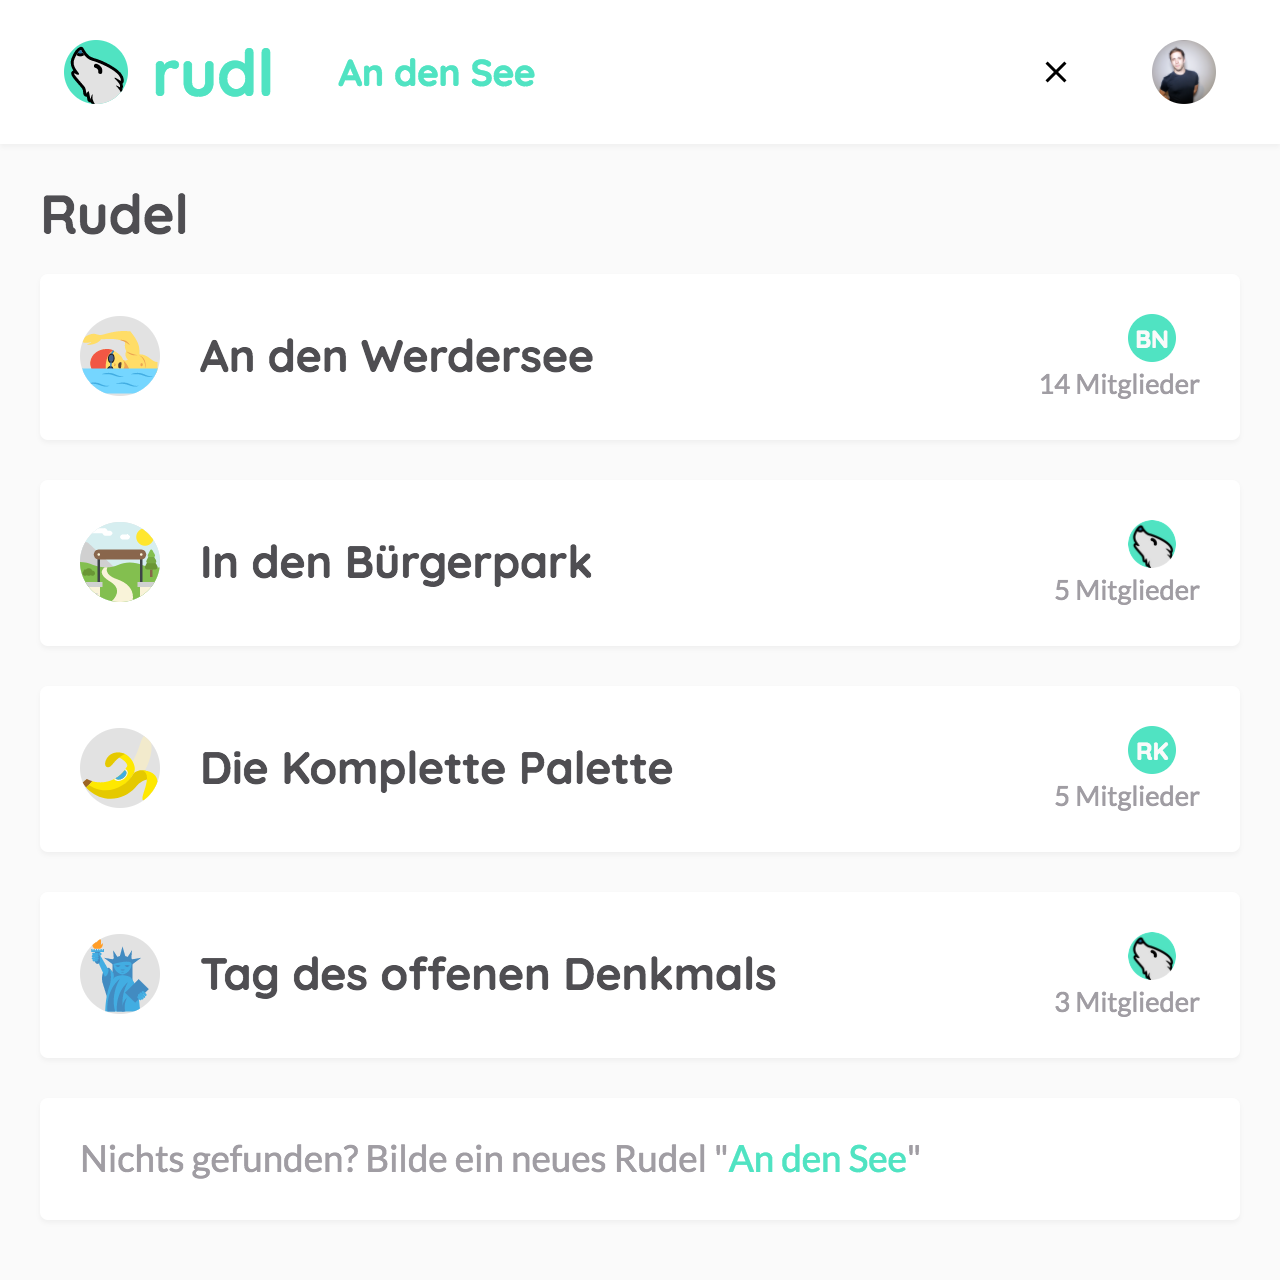 rudl An den See
Rudel
An den Werdersee
BN
14 Mitglieder
In den Bürgerpark
5 Mitglieder
Die Komplette Palette
RK
5 Mitglieder
Tag des offenen Denkmals
3 Mitglieder
Nichts gefunden? Bilde ein neues Rudel "An den See"